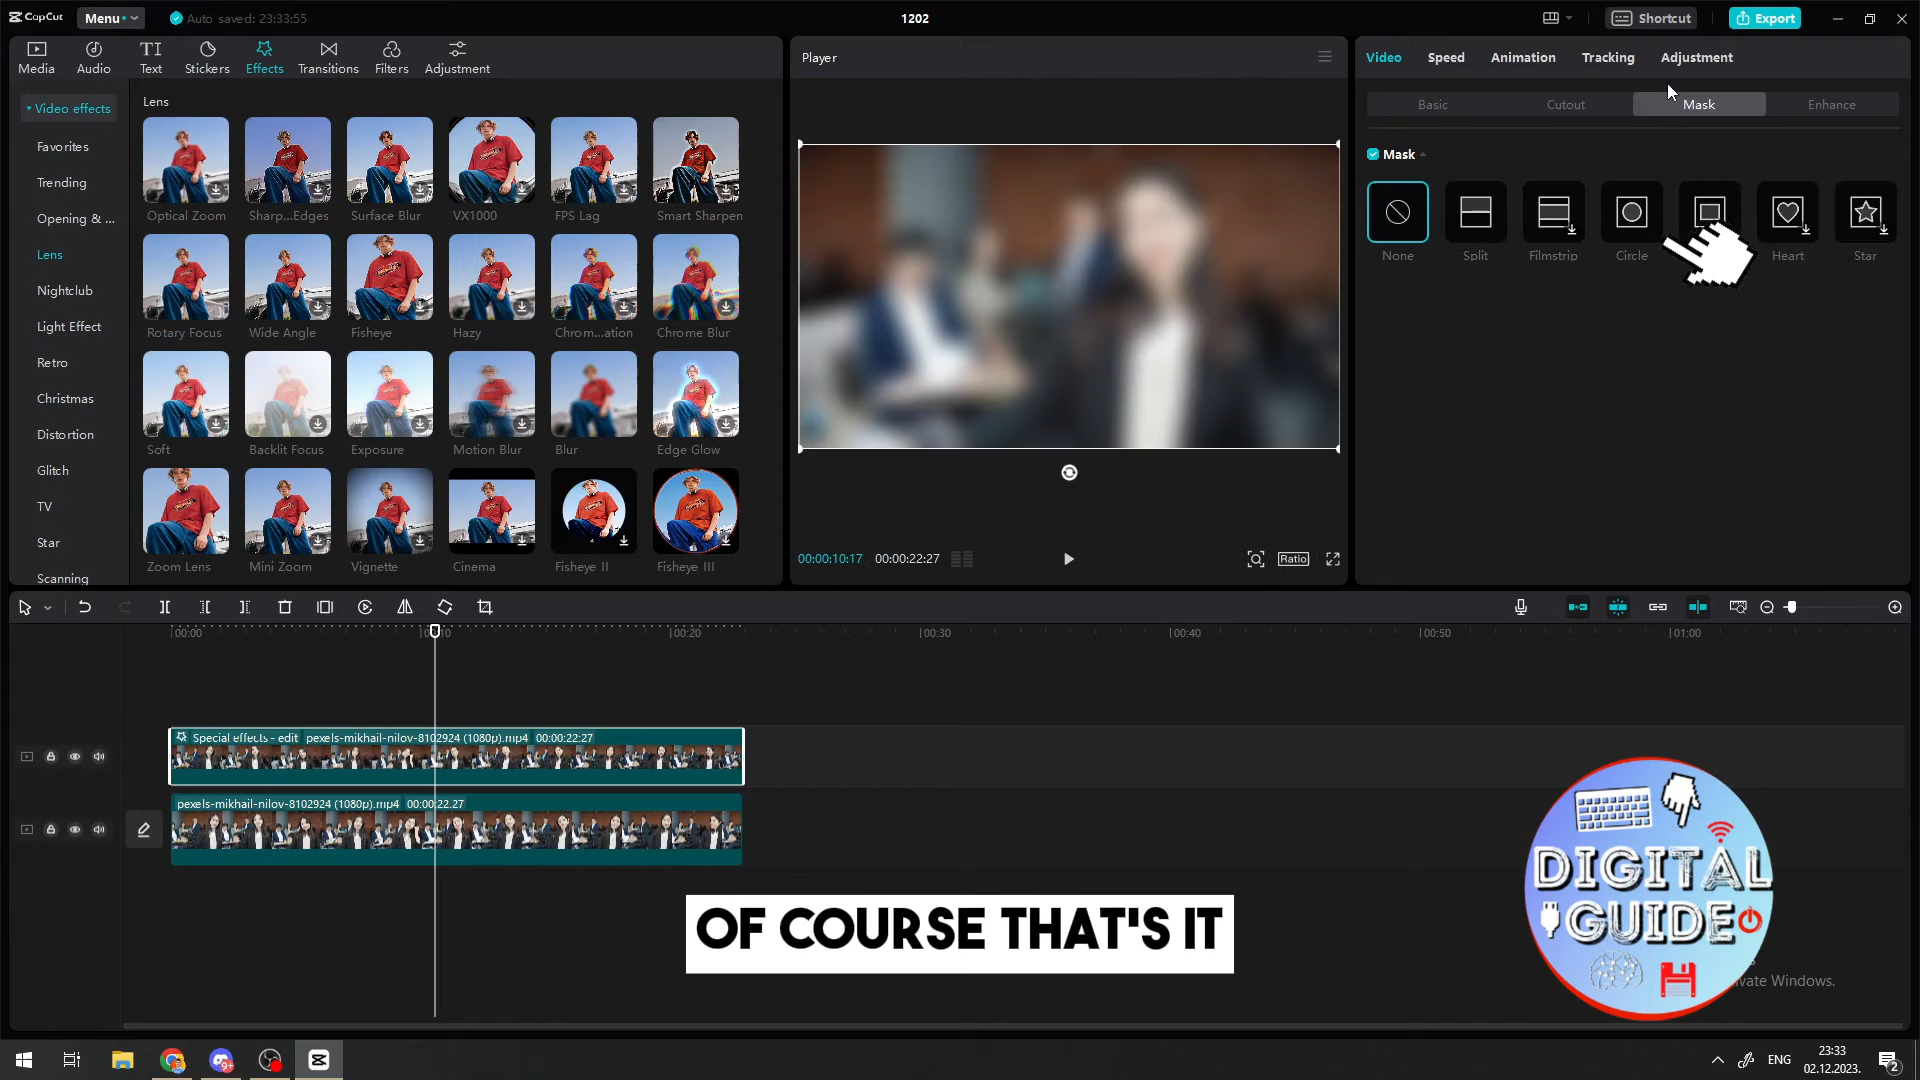 CapCut
Menu
Auto saved: 23:33:55
1202
Shortcut
Export
Media
Audio
TI
Text
Stickers
Effects
Transitions
Filters
Adjustment
Video effects
Favorites
Trending
Opening & ...
Lens
Nightclub
Light Effect
Retro
Christmas
Distortion
Glitch
TV
Star
Scanning
Lens
Optical Zoom
Sharp...Edges
Surface Blur
VX1000
FPS Lag
Smart Sharpen
Rotary Focus
Wide Angle
Fisheye
Hazy
Chrom...ation
Chrome Blur
Soft
Backlit Focus
Exposure
Motion Blur
Blur
Edge Glow
Zoom Lens
Mini Zoom
Vignette
Cinema
Fisheye II
Fisheye III
Player
00:00:10:17
00:00:22:27
Ratio
Video
Speed
Animation
Tracking
Adjustment
Basic
Cutout
Mask
Enhance
Mask
None
Split
Filmstrip
Circle
Heart
Star
00:00
00:20
00:30
00:40
00:50
01:00
Special effects - edit pexels-mikhail-nilov-8102924 (1080p).mp4 00:00:22:27
pexels-mikhail-nilov-8102924 (1080p).mp4 00:00:22:27
OF COURSE THAT'S IT
DIGITAL
GUIDE
vate Windows.
9+
ENG
23:33
02.12.2023.
2